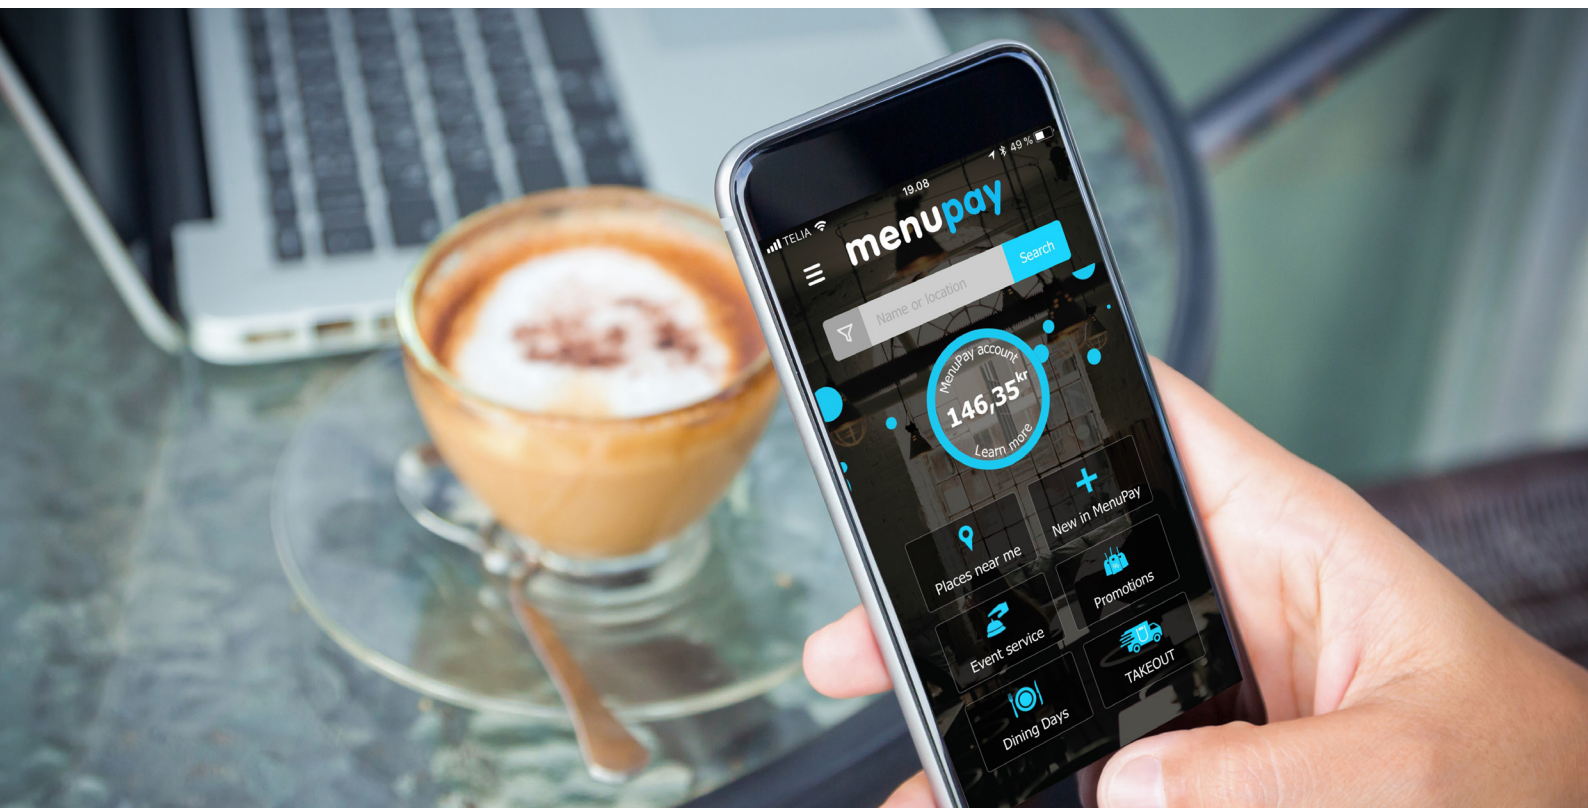 TELIA
19.08
49 %
menupay
Name or location
Search
MenuPay account
146,35kr
Learn more
Places near me
New in MenuPay
Event service
Promotions
Dining Days
TAKEOUT